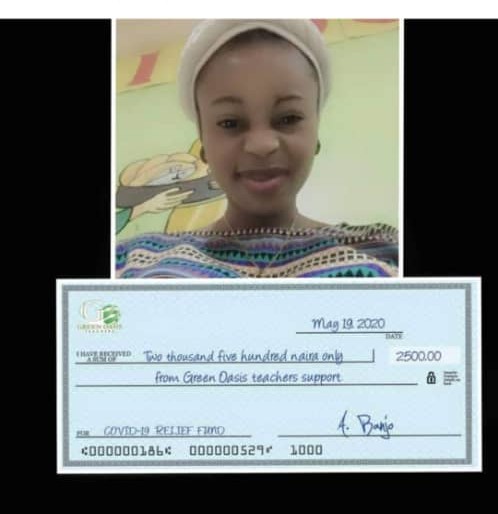 GREEN OASIS
May 19 2020
DATE
I HAVE RECEIVED
A SUM OF
Two thousand five hundred naira only
2500.00
from Green Oasis teachers support
FOR
COVID-19 RELIEF FUND
A. Banjo
⑆000000186⑆ 000000529⑈ 1000